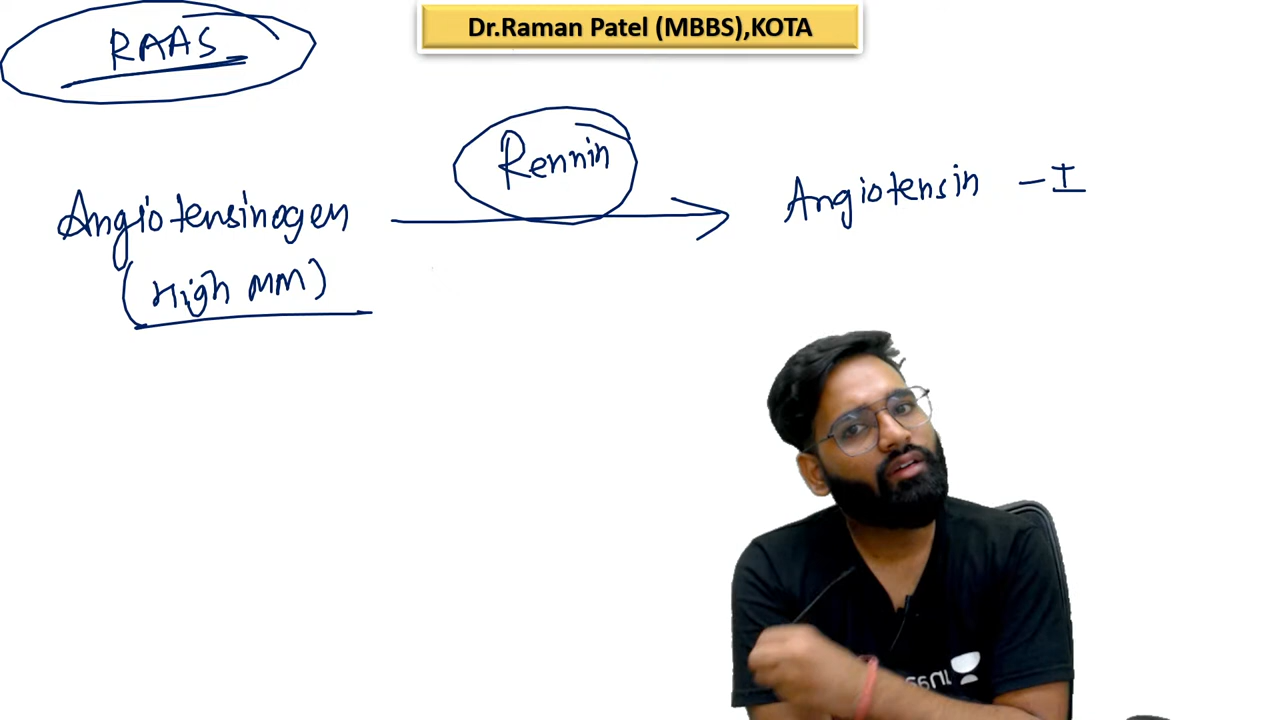 Dr.Raman Patel (MBBS),KOTA
RAAS
Rennin
Angiotensinogen
Angiotensin - I
(High MM)